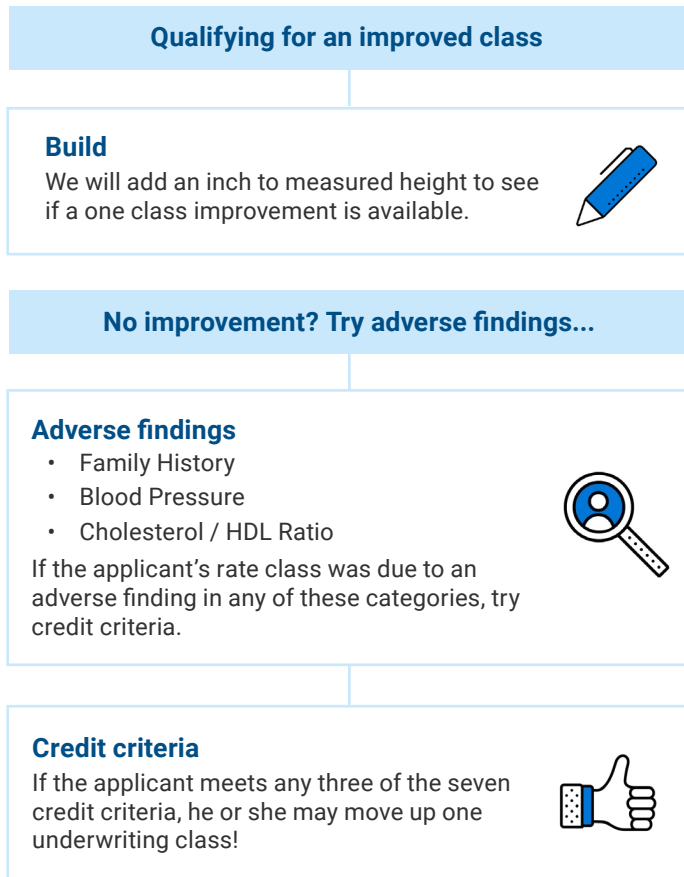 Qualifying for an improved class
Build
We will add an inch to measured height to see
if a one class improvement is available.
No improvement? Try adverse findings...
Adverse findings
• Family History
• Blood Pressure
• Cholesterol / HDL Ratio
If the applicant’s rate class was due to an
adverse finding in any of these categories, try
credit criteria.
Credit criteria
If the applicant meets any three of the seven
credit criteria, he or she may move up one
underwriting class!